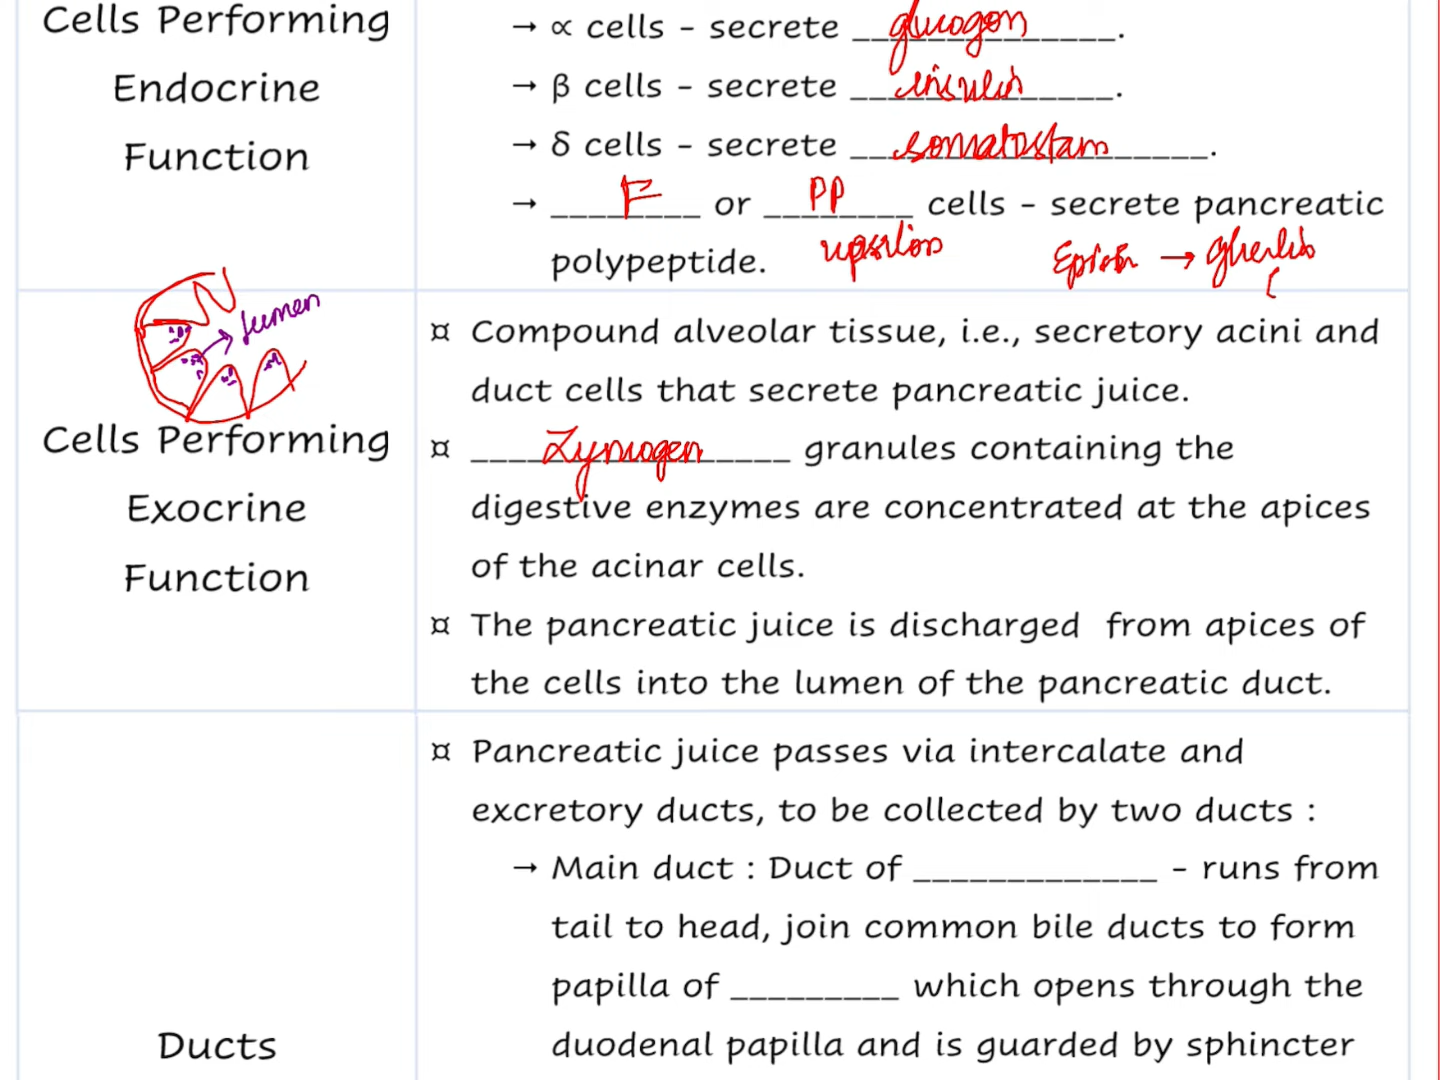 Cells Performing
Endocrine
Function
→ ∝ cells - secrete glucogon.
→ β cells - secrete insulin.
→ δ cells - secrete somatostam.
→ F or PP cells - secrete pancreatic
polypeptide.
→
lumen
Cells Performing
Exocrine
Function
¤ Compound alveolar tissue, i.e., secretory acini and
duct cells that secrete pancreatic juice.
¤ Zymogen granules containing the
digestive enzymes are concentrated at the apices
of the acinar cells.
¤ The pancreatic juice is discharged from apices of
the cells into the lumen of the pancreatic duct.
Ducts
¤ Pancreatic juice passes via intercalate and
excretory ducts, to be collected by two ducts :
→ Main duct : Duct of _____________ - runs from
tail to head, join common bile ducts to form
papilla of _________ which opens through the
duodenal papilla and is guarded by sphincter